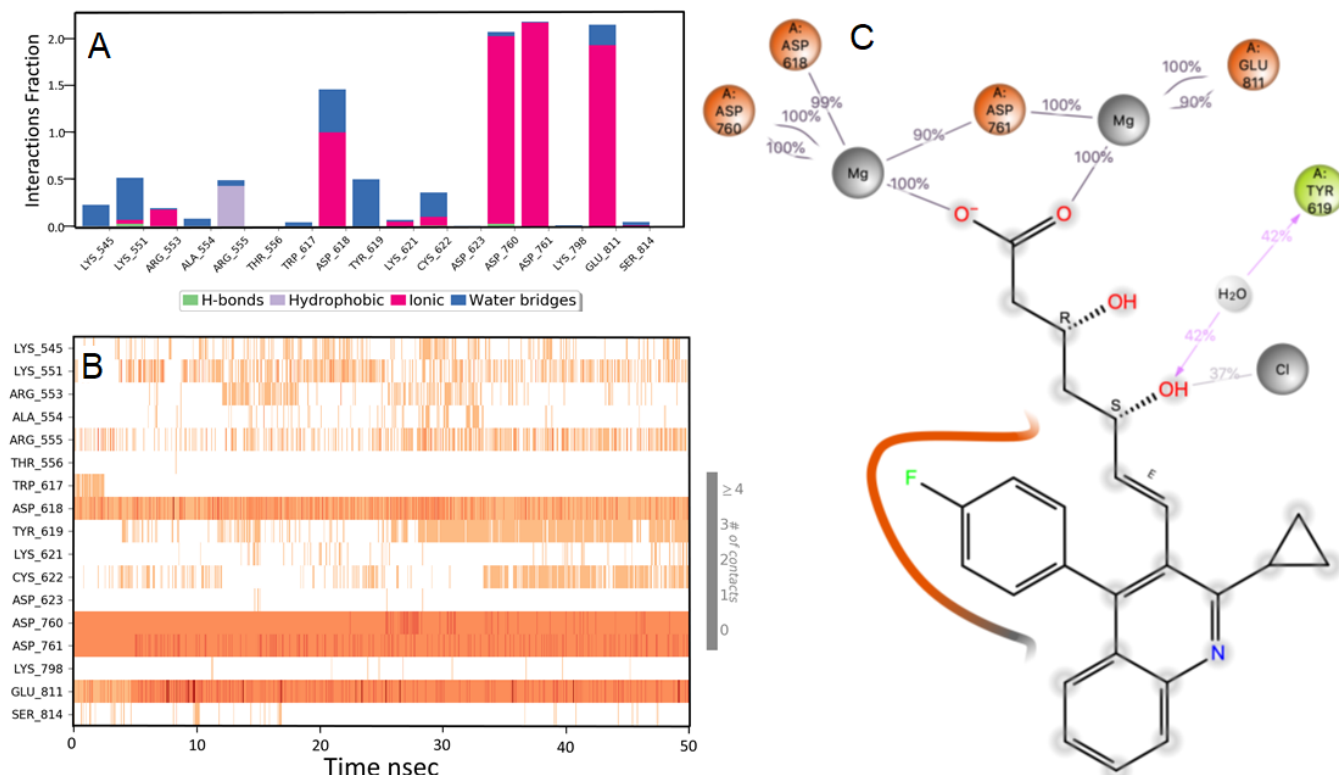 A
Interactions Fraction
2.0
1.5
1.0
0.5
0.0
LYS_545
LYS_551
ARG_553
ALA_554
ARG_555
THR_556
TRP_617
ASP_618
TYR_619
LYS_621
CYS_622
ASP_623
ASP_760
ASP_761
LYS_798
GLU_811
SER_814
H-bonds Hydrophobic Ionic Water bridges
B
LYS_545
LYS_551
ARG_553
ALA_554
ARG_555
THR_556
TRP_617
ASP_618
TYR_619
LYS_621
CYS_622
ASP_623
ASP_760
ASP_761
LYS_798
GLU_811
SER_814
0 10 20 30 40 50
Time nsec
≥4
3
2
1
0
# of contacts
C
A:
ASP
618
A:
GLU
811
A:
ASP
760
A:
ASP
761
Mg
Mg
99%
100%
100%
90%
100%
100%
90%
100%
100%
A:
TYR
619
42%
H₂O
42%
Cl
37%
O⁻
O
R
OH
S
OH
E
F
N